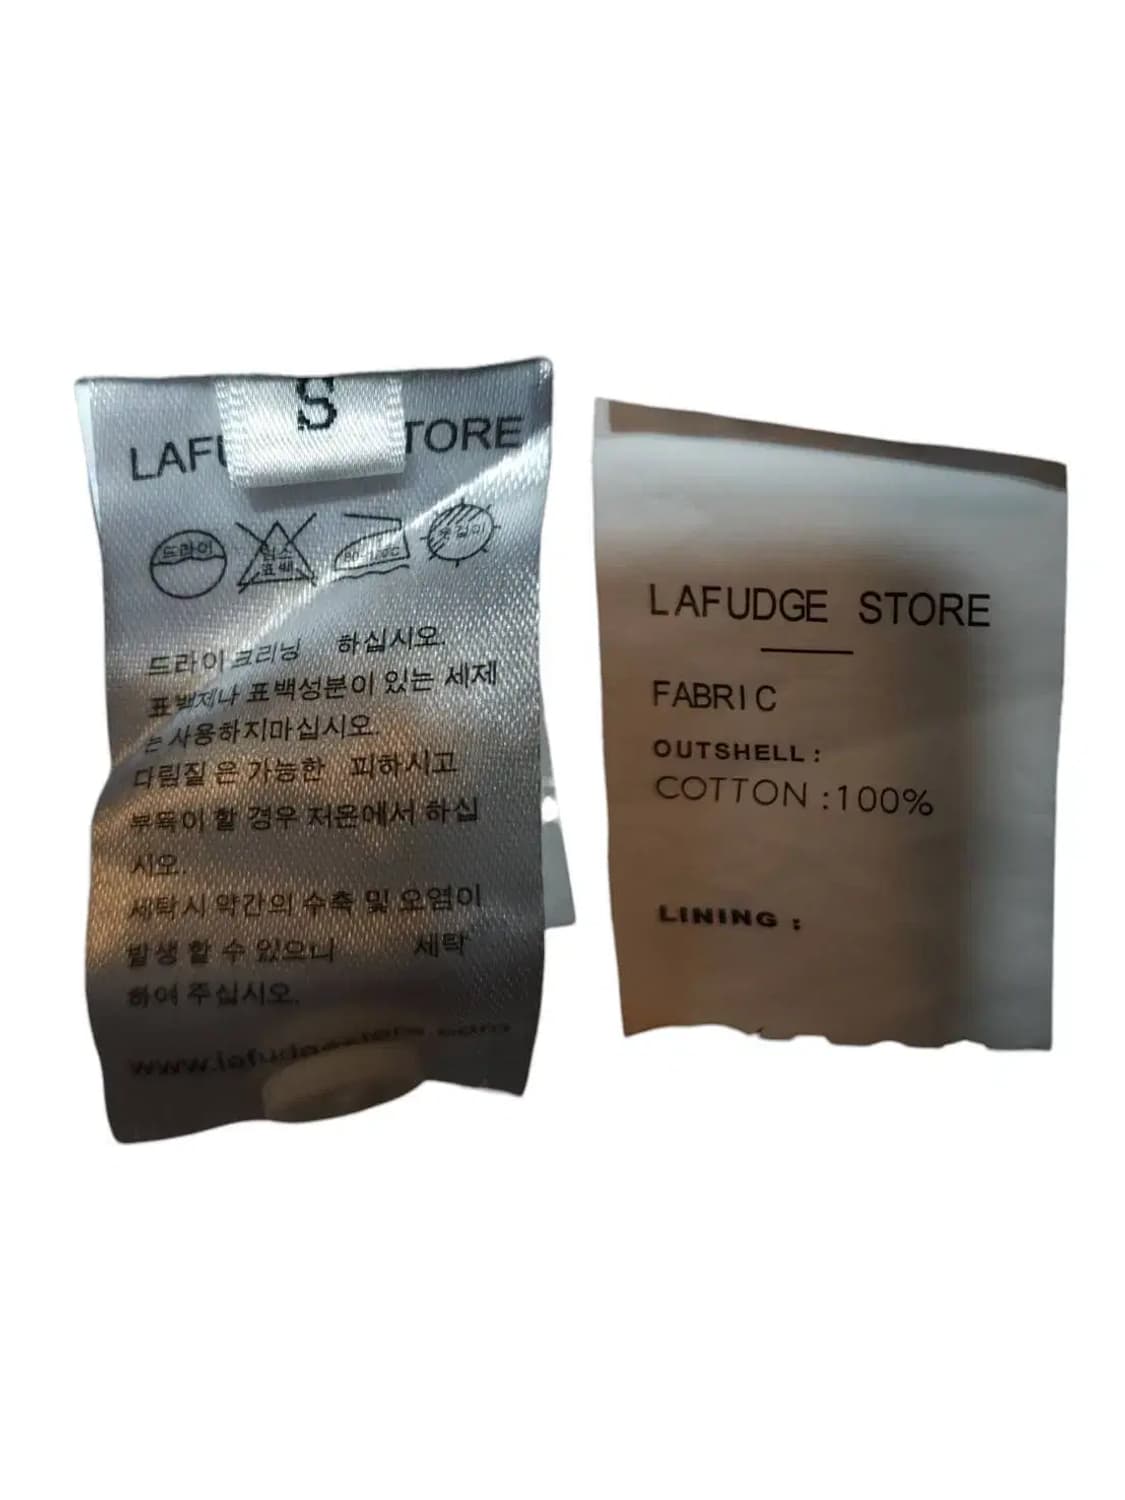 S
LAFU TORE
드라이
염소
표백
드라이크리닝 하십시오.
표백제나 표백성분이 있는 세제
는 사용하지마십시오.
다림질은 가능한 피하시고
부득이 할 경우 저온에서 하십
시오.
세탁시 약간의 수축 및 오염이
발생 할 수 있으니 세탁
하여 주십시오.
LAFUDGE STORE
FABRIC
OUTSHELL :
COTTON :100%
LINING :